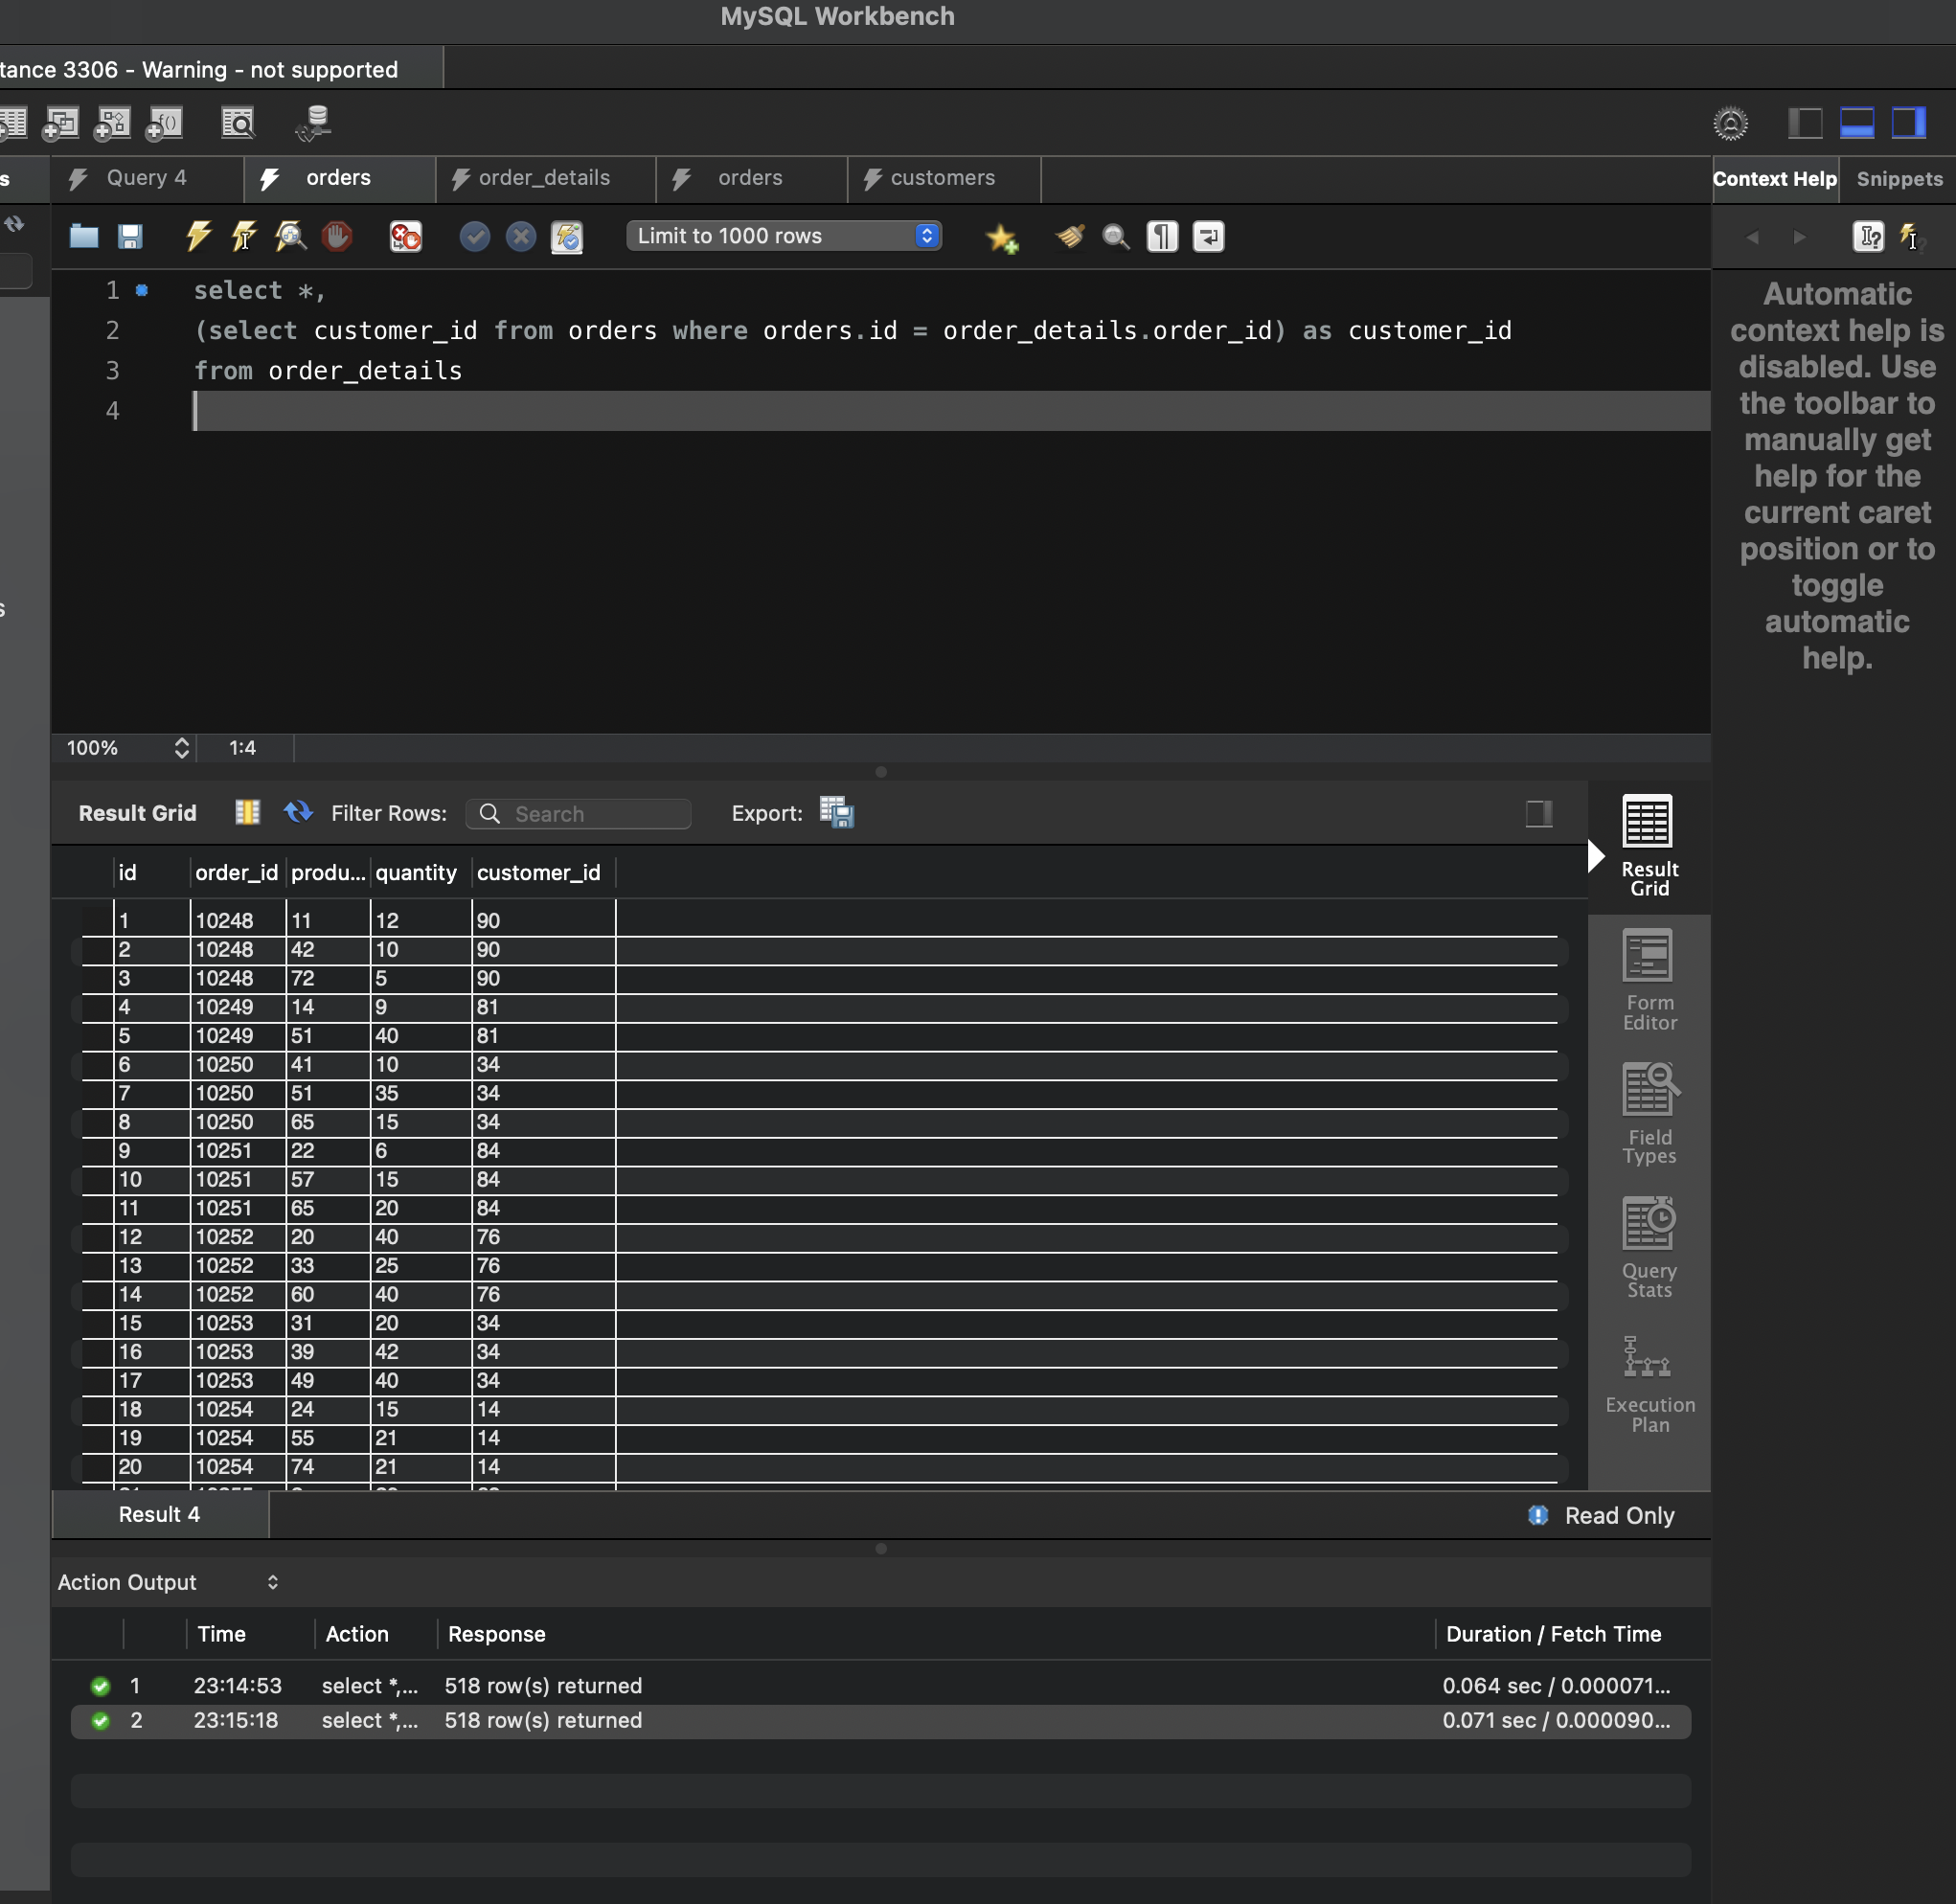 MySQL Workbench
tance 3306 - Warning - not supported
s
Query 4
orders
order_details
orders
customers
Context Help
Snippets
Limit to 1000 rows
1 select *,
2 (select customer_id from orders where orders.id = order_details.order_id) as customer_id
3 from order_details
4
Automatic
context help is
disabled. Use
the toolbar to
manually get
help for the
current caret
position or to
toggle
automatic
help.
s
100% 1:4
Result Grid Filter Rows: Search Export:
id order_id produ... quantity customer_id
1 10248 11 12 90
2 10248 42 10 90
3 10248 72 5 90
4 10249 14 9 81
5 10249 51 40 81
6 10250 41 10 34
7 10250 51 35 34
8 10250 65 15 34
9 10251 22 6 84
10 10251 57 15 84
11 10251 65 20 84
12 10252 20 40 76
13 10252 33 25 76
14 10252 60 40 76
15 10253 31 20 34
16 10253 39 42 34
17 10253 49 40 34
18 10254 24 15 14
19 10254 55 21 14
20 10254 74 21 14
Result
Grid
Form
Editor
Field
Types
Query
Stats
Execution
Plan
Result 4 Read Only
Action Output
Time Action Response Duration / Fetch Time
1 23:14:53 select *,... 518 row(s) returned 0.064 sec / 0.000071...
2 23:15:18 select *,... 518 row(s) returned 0.071 sec / 0.000090...